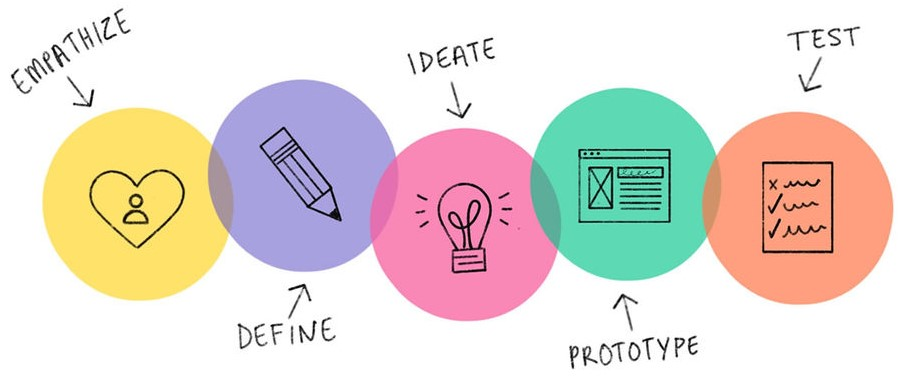 EMPATHIZE
DEFINE
IDEATE
PROTOTYPE
TEST